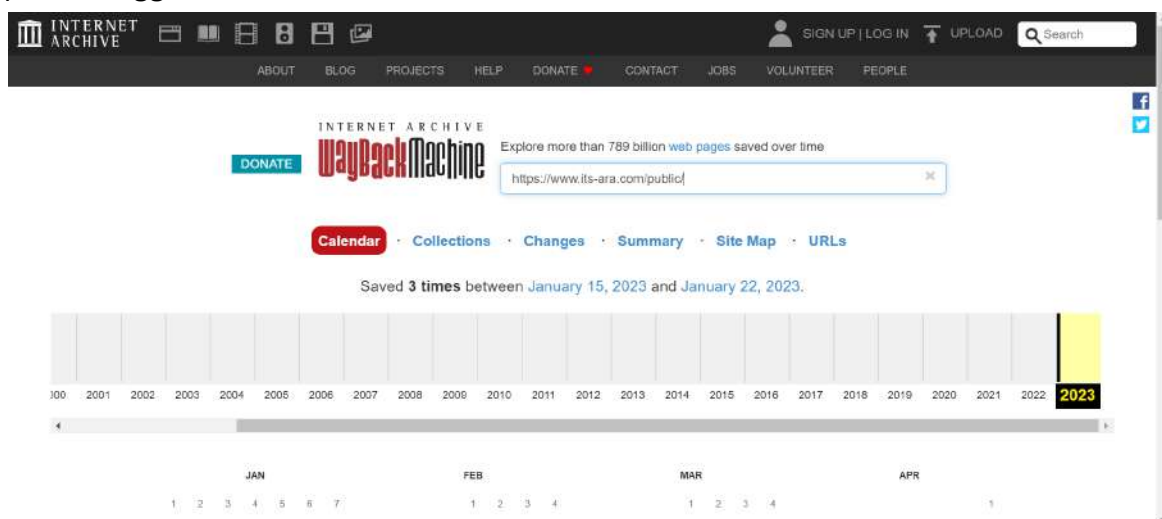 INTERNET ARCHIVE
SIGN UP | LOG IN UPLOAD Search
ABOUT BLOG PROJECTS HELP DONATE CONTACT JOBS VOLUNTEER PEOPLE
INTERNET ARCHIVE
WayBackMachine
DONATE
Explore more than 789 billion web pages saved over time
https://www.its-ara.com/public/
Calendar · Collections · Changes · Summary · Site Map · URLs
Saved 3 times between January 15, 2023 and January 22, 2023.
2001 2002 2003 2004 2005 2006 2007 2008 2009 2010 2011 2012 2013 2014 2015 2016 2017 2018 2019 2020 2021 2022 2023
JAN FEB MAR APR
1 2 3 4 5 6 7 1 2 3 4 1 2 3 4 1